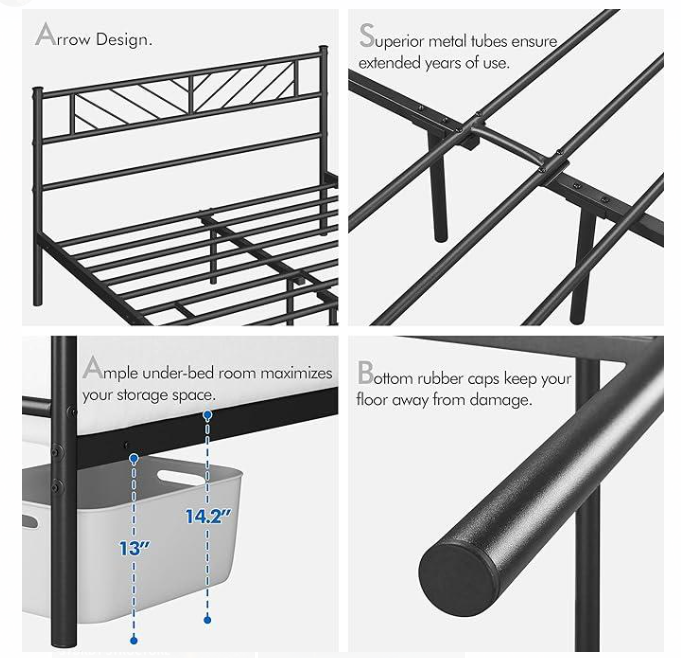 Arrow Design.
Superior metal tubes ensure
extended years of use.
Ample under-bed room maximizes
your storage space.
14.2”
13”
Bottom rubber caps keep your
floor away from damage.